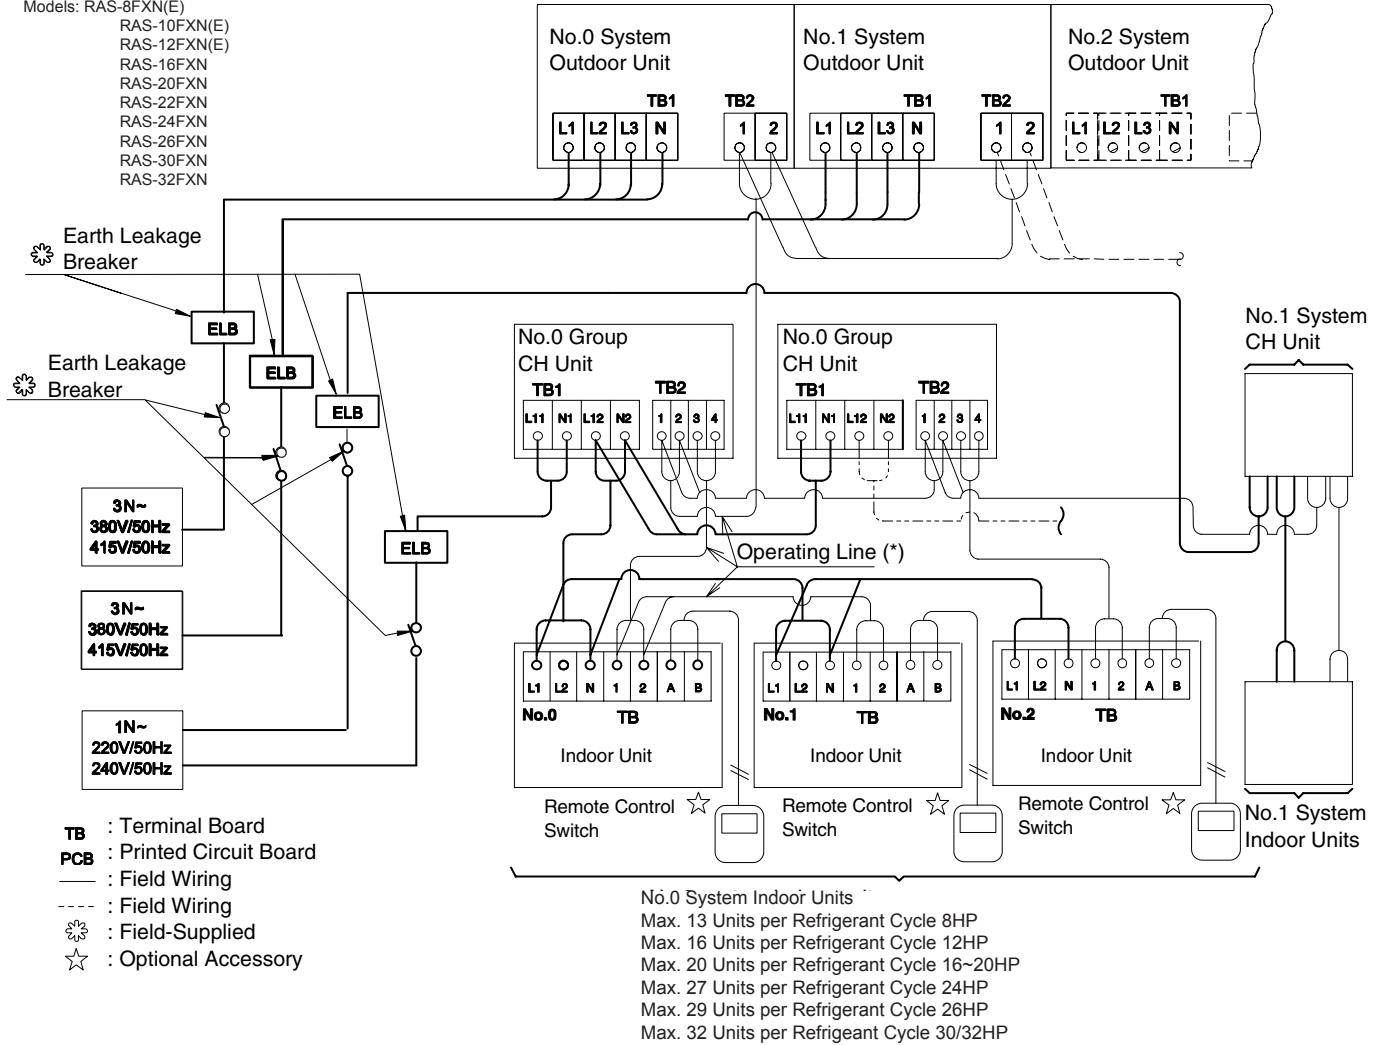 Models: RAS-8FXN(E)
RAS-10FXN(E)
RAS-12FXN(E)
RAS-16FXN
RAS-20FXN
RAS-22FXN
RAS-24FXN
RAS-26FXN
RAS-30FXN
RAS-32FXN
No.0 System
Outdoor Unit
TB1
TB2
L1 L2 L3 N
1 2
No.1 System
Outdoor Unit
TB1
TB2
L1 L2 L3 N
1 2
No.2 System
Outdoor Unit
TB1
L1 L2 L3 N
Earth Leakage
Breaker
ELB
ELB
ELB
ELB
Earth Leakage
Breaker
3N~
380V/50Hz
415V/50Hz
3N~
380V/50Hz
415V/50Hz
1N~
220V/50Hz
240V/50Hz
No.0 Group
CH Unit
TB1
TB2
L11 N1 L12 N2
1 2 3 4
No.0 Group
CH Unit
TB1
TB2
L11 N1 L12 N2
1 2 3 4
No.1 System
CH Unit
Operating Line (*)
L1 L2 N 1 2 A B
No.0 TB
Indoor Unit
L1 L2 N 1 2 A B
No.1 TB
Indoor Unit
L1 L2 N 1 2 A B
No.2 TB
Indoor Unit
Remote Control
Switch
Remote Control
Switch
Remote Control
Switch
No.1 System
Indoor Units
TB : Terminal Board
PCB : Printed Circuit Board
: Field Wiring
: Field Wiring
: Field-Supplied
: Optional Accessory
No.0 System Indoor Units
Max. 13 Units per Refrigerant Cycle 8HP
Max. 16 Units per Refrigerant Cycle 12HP
Max. 20 Units per Refrigerant Cycle 16~20HP
Max. 27 Units per Refrigerant Cycle 24HP
Max. 29 Units per Refrigerant Cycle 26HP
Max. 32 Units per Refrigeant Cycle 30/32HP